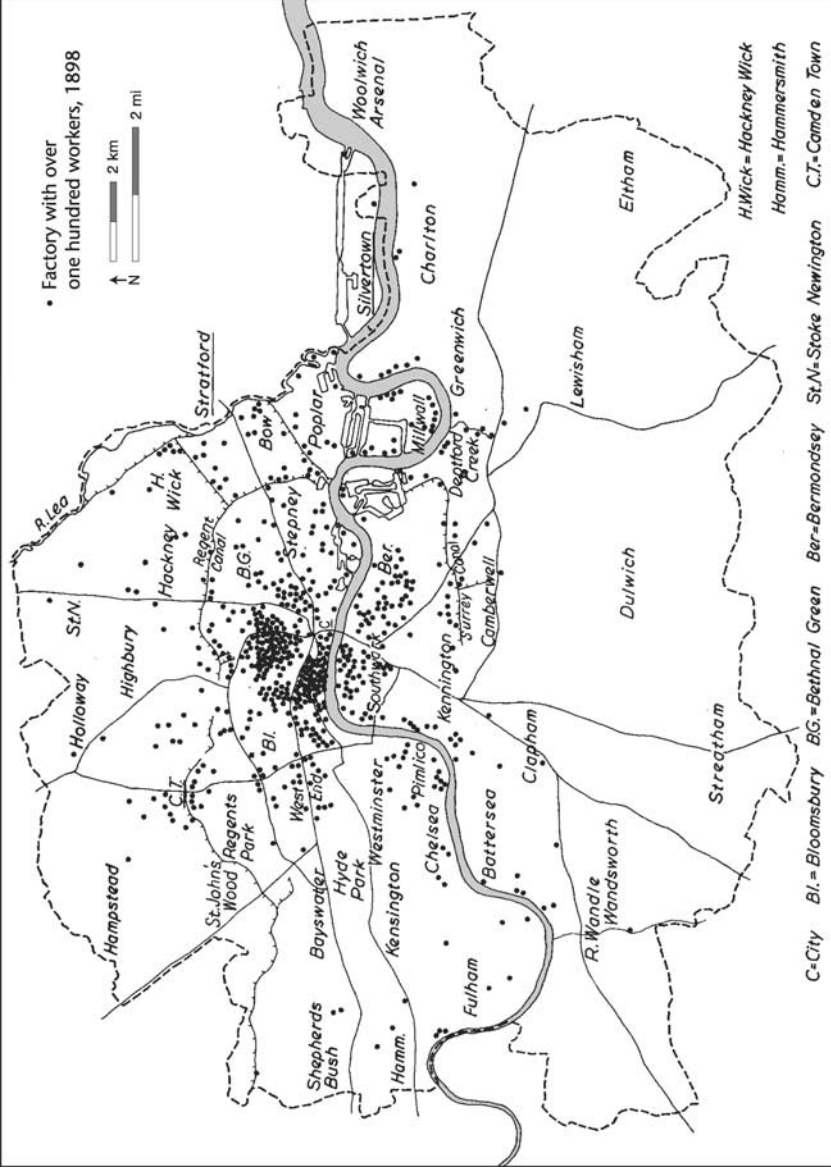 • Factory with over
one hundred workers, 1898
N
2 km
2 mi
R. Lea
St.N.
Holloway
Highbury
Hackney
H.
Wick
Stratford
Hampstead
C.T.
Regent
Canal
B.G.
Bow
St.John's
Wood
Regents
Park
Bl.
Stepney
Poplar
Silvertown
Woolwich
Arsenal
Shepherds
Bush
Bayswater
West
End
C
Hyde
Park
Southwark
Ber.
Millwall
Hamm.
Kensington
Westminster
Pimlico
Chelsea
Kennington
Surrey Canal
Camberwell
Deptford
Creek
Greenwich
Charlton
Fulham
Battersea
Clapham
Lewisham
Eltham
R. Wandle
Wandsworth
Dulwich
Streatham
H.Wick=Hackney Wick
Hamm.=Hammersmith
C=City Bl.=Bloomsbury B.G.=Bethnal Green Ber=Bermondsey St.N=Stoke Newington C.T.=Camden Town